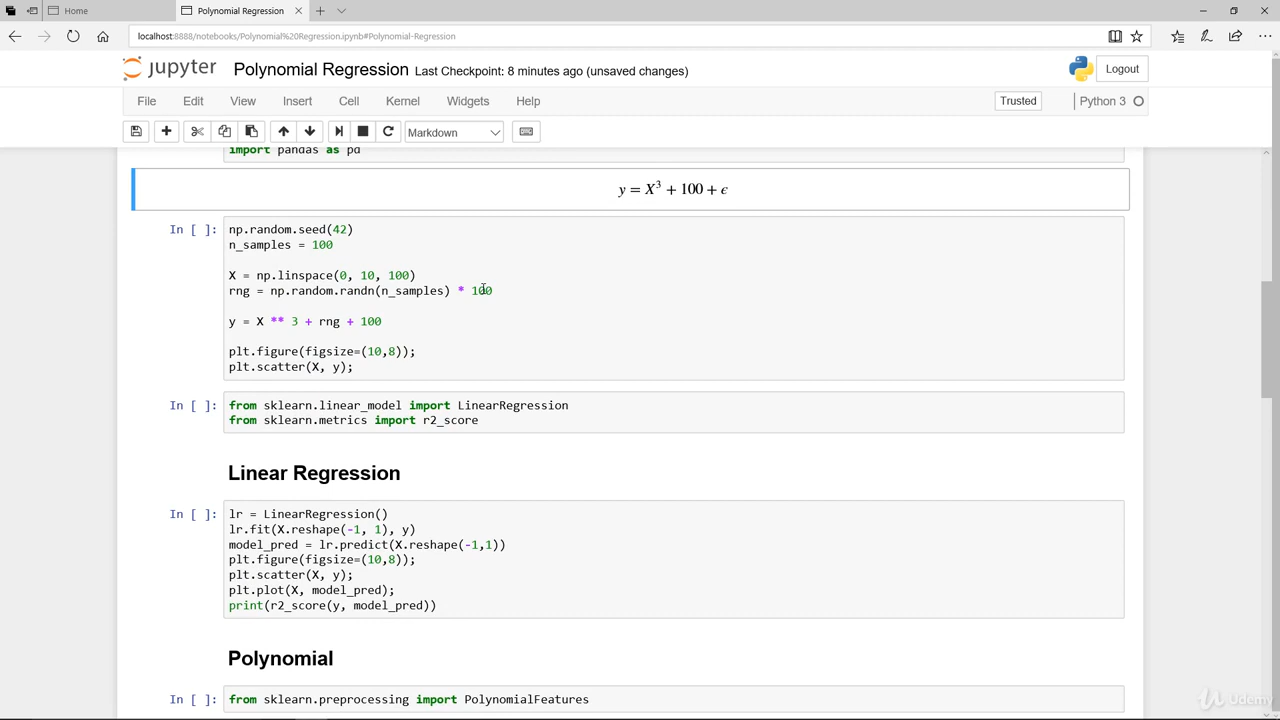 Home
Polynomial Regression
localhost:8888/notebooks/Polynomial%20Regression.ipynb#Polynomial-Regression
jupyter Polynomial Regression Last Checkpoint: 8 minutes ago (unsaved changes)
Logout
File Edit View Insert Cell Kernel Widgets Help
Trusted
Python 3
Markdown
import pandas as pd
y = X³ + 100 + ϵ
In [ ]:
np.random.seed(42)
n_samples = 100
X = np.linspace(0, 10, 100)
rng = np.random.randn(n_samples) * 100
y = X ** 3 + rng + 100
plt.figure(figsize=(10,8));
plt.scatter(X, y);
In [ ]:
from sklearn.linear_model import LinearRegression
from sklearn.metrics import r2_score
Linear Regression
In [ ]:
lr = LinearRegression()
lr.fit(X.reshape(-1, 1), y)
model_pred = lr.predict(X.reshape(-1,1))
plt.figure(figsize=(10,8));
plt.scatter(X, y);
plt.plot(X, model_pred);
print(r2_score(y, model_pred))
Polynomial
In [ ]:
from sklearn.preprocessing import PolynomialFeatures
Udemy